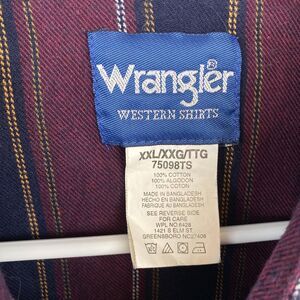 Wrangler
WESTERN SHIRTS
XXL/XXG/TTG
75098TS
100% COTTON
100% ALGODON
100% COTON
MADE IN BANGLADESH
HECHO EN BANGLADESH
FABRIQUE AU BANGLADESH
SEE REVERSE SIDE
FOR CARE
WPL NO.6428
1421 S ELM ST
GREENSBORO NC27406